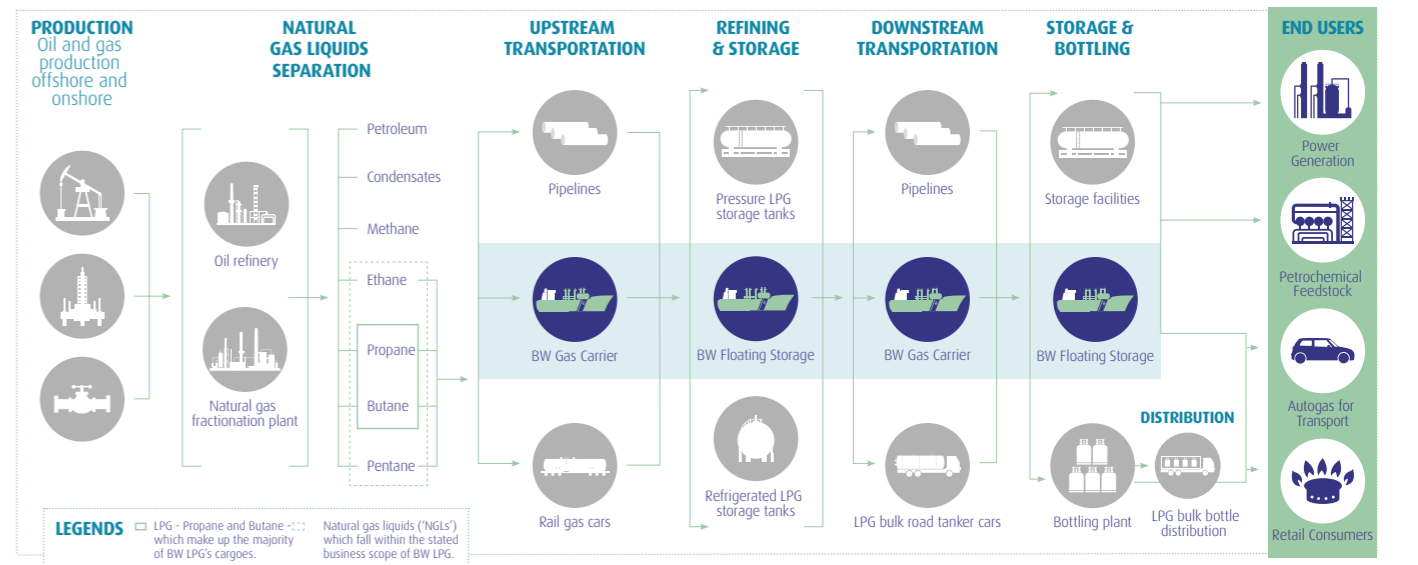 PRODUCTION
Oil and gas
production
offshore and
onshore
NATURAL
GAS LIQUIDS
SEPARATION
Oil refinery
Natural gas
fractionation plant
Petroleum
Condensates
Methane
Ethane
Propane
Butane
Pentane
UPSTREAM
TRANSPORTATION
Pipelines
BW Gas Carrier
Rail gas cars
REFINING
& STORAGE
Pressure LPG
storage tanks
BW Floating Storage
Refrigerated LPG
storage tanks
DOWNSTREAM
TRANSPORTATION
Pipelines
BW Gas Carrier
LPG bulk road tanker cars
STORAGE &
BOTTLING
Storage facilities
BW Floating Storage
Bottling plant
DISTRIBUTION
LPG bulk bottle
distribution
END USERS
Power
Generation
Petrochemical
Feedstock
Autogas for
Transport
Retail Consumers
LEGENDS
LPG - Propane and Butane -
which make up the majority
of BW LPG's cargoes.
Natural gas liquids ('NGLs')
which fall within the stated
business scope of BW LPG.